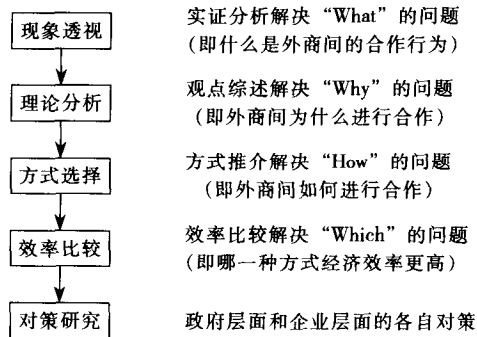 现象透视
实证分析解决“What”的问题
(即什么是外商间的合作行为)
理论分析
观点综述解决“Why”的问题
(即外商间为什么进行合作)
方式选择
方式推介解决“How”的问题
(即外商间如何进行合作)
效率比较
效率比较解决“Which”的问题
(即哪一种方式经济效率更高)
对策研究
政府层面和企业层面的各自对策